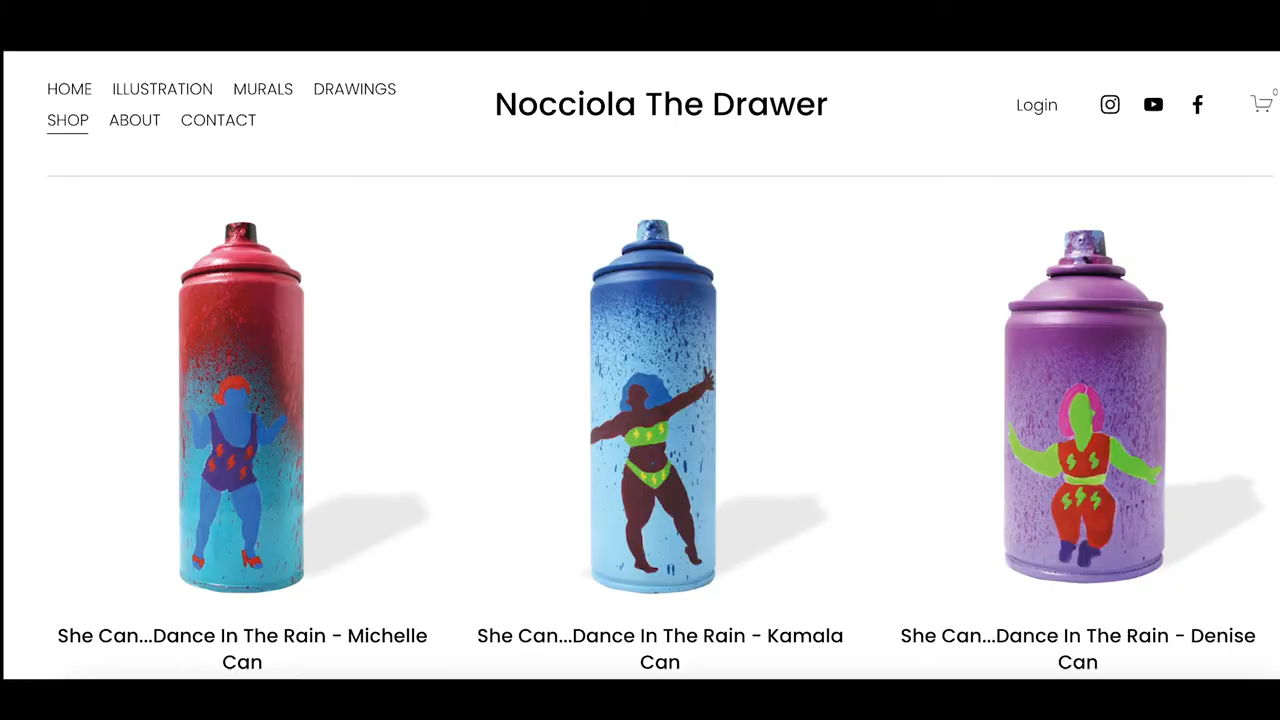 HOME ILLUSTRATION MURALS DRAWINGS
SHOP ABOUT CONTACT
Nocciola The Drawer
Login
0
She Can...Dance In The Rain - Michelle
Can
She Can...Dance In The Rain - Kamala
Can
She Can...Dance In The Rain - Denise
Can